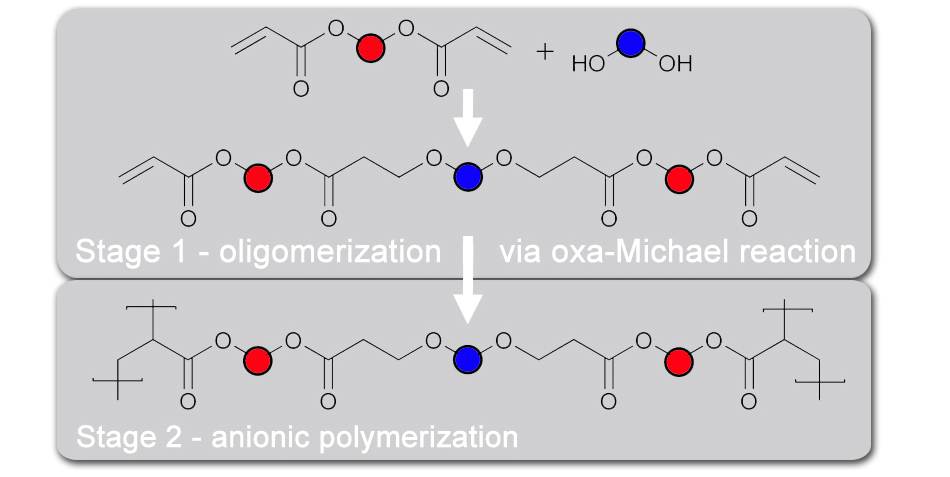 O O
O O
+
HO OH
O O O O O O
O O O O
Stage 1 - oligomerization via oxa-Michael reaction
O O O O O O
O O O O
Stage 2 - anionic polymerization